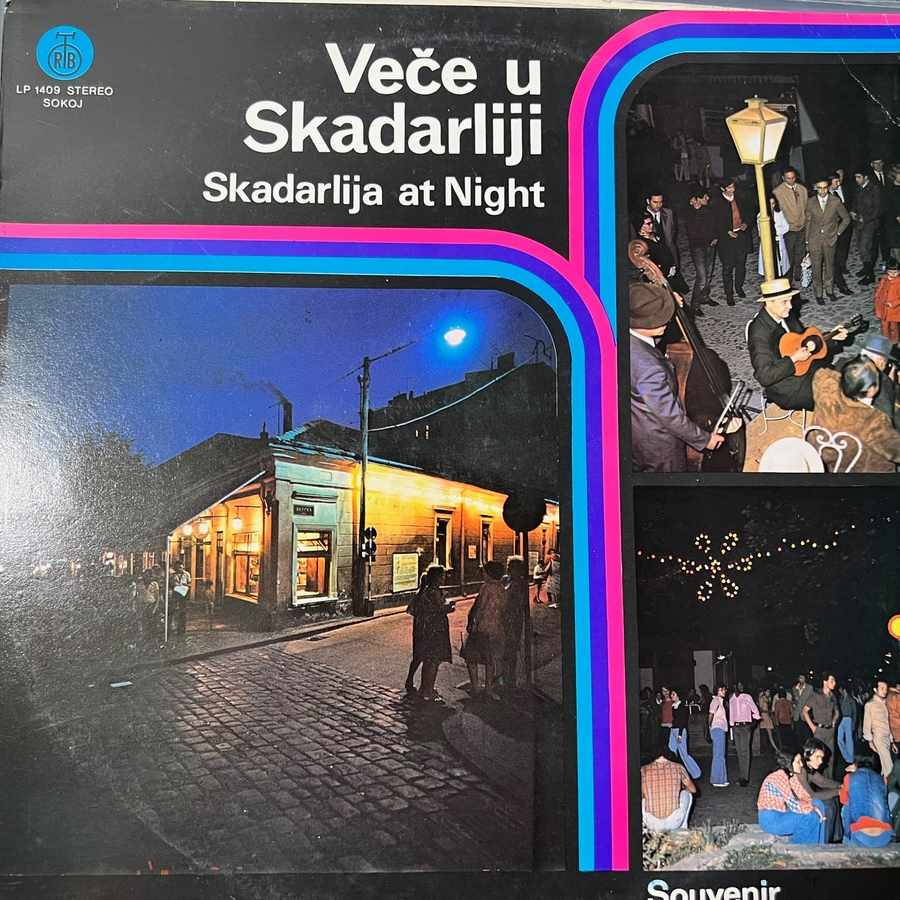 RTB
LP 1409 STEREO
SOKOJ
Veče u
Skadarliji
Skadarlija at Night
Souvenir